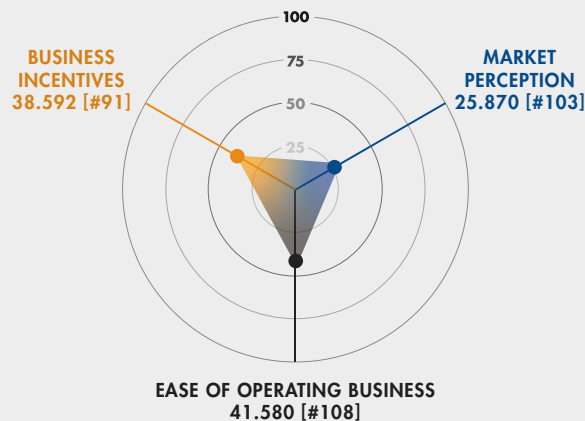 100
75
50
25
BUSINESS
INCENTIVES
38.592 [#91]
MARKET
PERCEPTION
25.870 [#103]
EASE OF OPERATING BUSINESS
41.580 [#108]